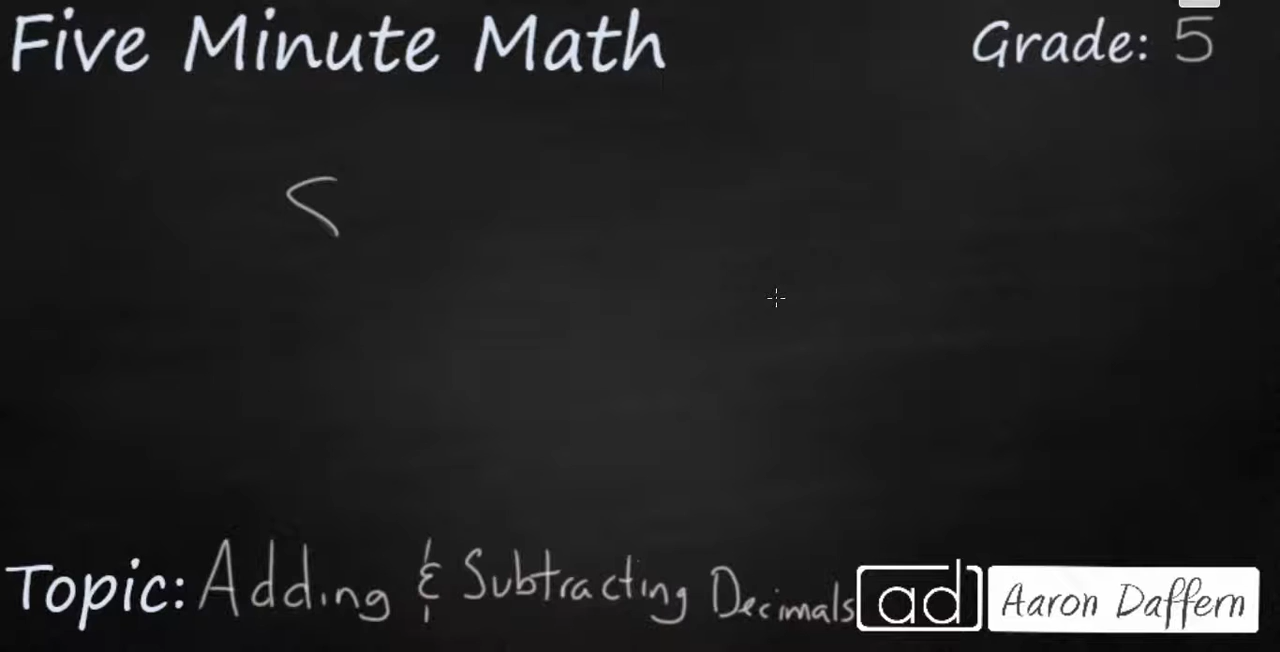 Five Minute Math
Grade: 5
Topic: Adding & Subtracting Decimals
ad
Aaron Daffern